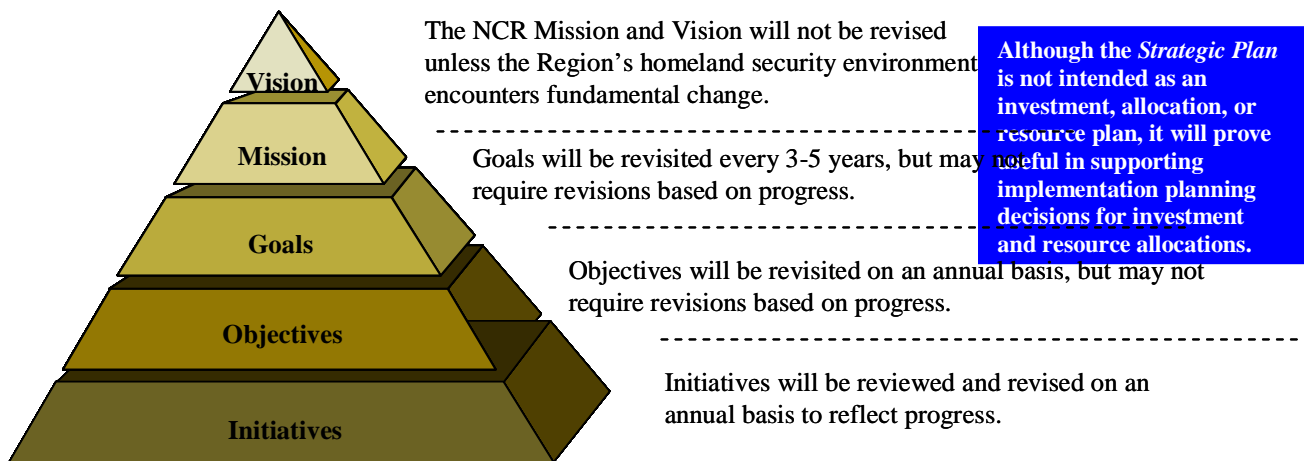 Vision
Mission
Goals
Objectives
Initiatives
The NCR Mission and Vision will not be revised
unless the Region’s homeland security environment
encounters fundamental change.
Goals will be revisited every 3-5 years, but may not
require revisions based on progress.
Objectives will be revisited on an annual basis, but may not
require revisions based on progress.
Initiatives will be reviewed and revised on an
annual basis to reflect progress.
Although the Strategic Plan
is not intended as an
investment, allocation, or
resource plan, it will prove
useful in supporting
implementation planning
decisions for investment
and resource allocations.